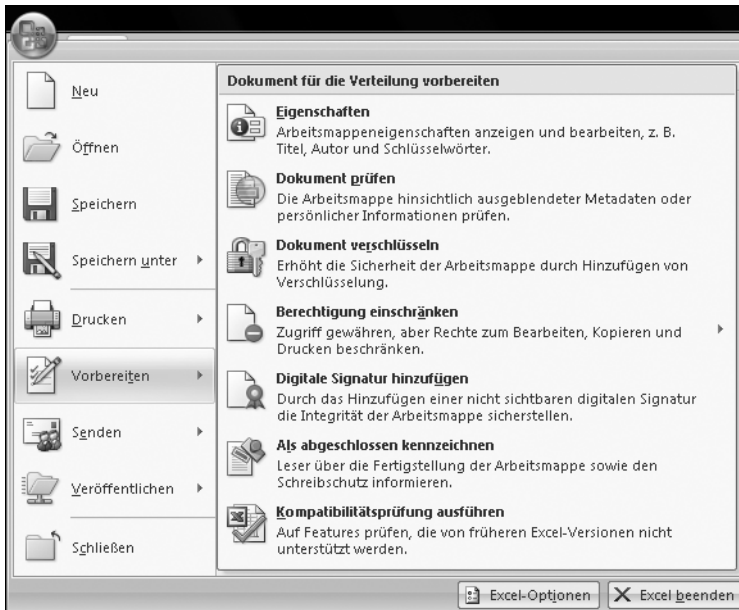 Neu
Öffnen
Speichern
Speichern unter
Drucken
Vorbereiten
Senden
Veröffentlichen
Schließen
Dokument für die Verteilung vorbereiten
Eigenschaften
Arbeitsmappeneigenschaften anzeigen und bearbeiten, z. B.
Titel, Autor und Schlüsselwörter.
Dokument prüfen
Die Arbeitsmappe hinsichtlich ausgeblendeter Metadaten oder
persönlicher Informationen prüfen.
Dokument verschlüsseln
Erhöht die Sicherheit der Arbeitsmappe durch Hinzufügen von
Verschlüsselung.
Berechtigung einschränken
Zugriff gewähren, aber Rechte zum Bearbeiten, Kopieren und
Drucken beschränken.
Digitale Signatur hinzufügen
Durch das Hinzufügen einer nicht sichtbaren digitalen Signatur
die Integrität der Arbeitsmappe sicherstellen.
Als abgeschlossen kennzeichnen
Leser über die Fertigstellung der Arbeitsmappe sowie den
Schreibschutz informieren.
Kompatibilitätsprüfung ausführen
Auf Features prüfen, die von früheren Excel-Versionen nicht
unterstützt werden.
Excel-Optionen
Excel beenden